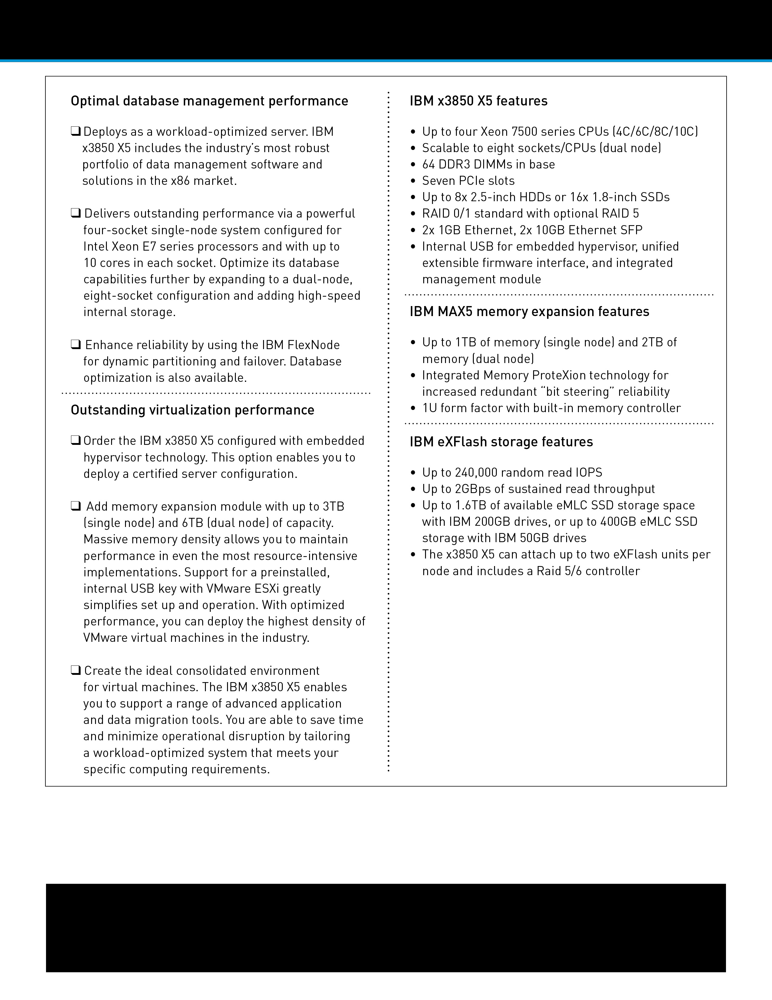 Optimal database management performance
❑ Deploys as a workload-optimized server. IBM
x3850 X5 includes the industry’s most robust
portfolio of data management software and
solutions in the x86 market.
❑ Delivers outstanding performance via a powerful
four-socket single-node system configured for
Intel Xeon E7 series processors and with up to
10 cores in each socket. Optimize its database
capabilities further by expanding to a dual-node,
eight-socket configuration and adding high-speed
internal storage.
❑ Enhance reliability by using the IBM FlexNode
for dynamic partitioning and failover. Database
optimization is also available.
Outstanding virtualization performance
❑ Order the IBM x3850 X5 configured with embedded
hypervisor technology. This option enables you to
deploy a certified server configuration.
❑ Add memory expansion module with up to 3TB
(single node) and 6TB (dual node) of capacity.
Massive memory density allows you to maintain
performance in even the most resource-intensive
implementations. Support for a preinstalled,
internal USB key with VMware ESXi greatly
simplifies set up and operation. With optimized
performance, you can deploy the highest density of
VMware virtual machines in the industry.
❑ Create the ideal consolidated environment
for virtual machines. The IBM x3850 X5 enables
you to support a range of advanced application
and data migration tools. You are able to save time
and minimize operational disruption by tailoring
a workload-optimized system that meets your
specific computing requirements.
IBM x3850 X5 features
• Up to four Xeon 7500 series CPUs (4C/6C/8C/10C)
• Scalable to eight sockets/CPUs (dual node)
• 64 DDR3 DIMMs in base
• Seven PCIe slots
• Up to 8x 2.5-inch HDDs or 16x 1.8-inch SSDs
• RAID 0/1 standard with optional RAID 5
• 2x 1GB Ethernet, 2x 10GB Ethernet SFP
• Internal USB for embedded hypervisor, unified
extensible firmware interface, and integrated
management module
IBM MAX5 memory expansion features
• Up to 1TB of memory (single node) and 2TB of
memory (dual node)
• Integrated Memory ProteXion technology for
increased redundant “bit steering” reliability
• 1U form factor with built-in memory controller
IBM eXFlash storage features
• Up to 240,000 random read IOPS
• Up to 2GBps of sustained read throughput
• Up to 1.6TB of available eMLC SSD storage space
with IBM 200GB drives, or up to 400GB eMLC SSD
storage with IBM 50GB drives
• The x3850 X5 can attach up to two eXFlash units per
node and includes a Raid 5/6 controller